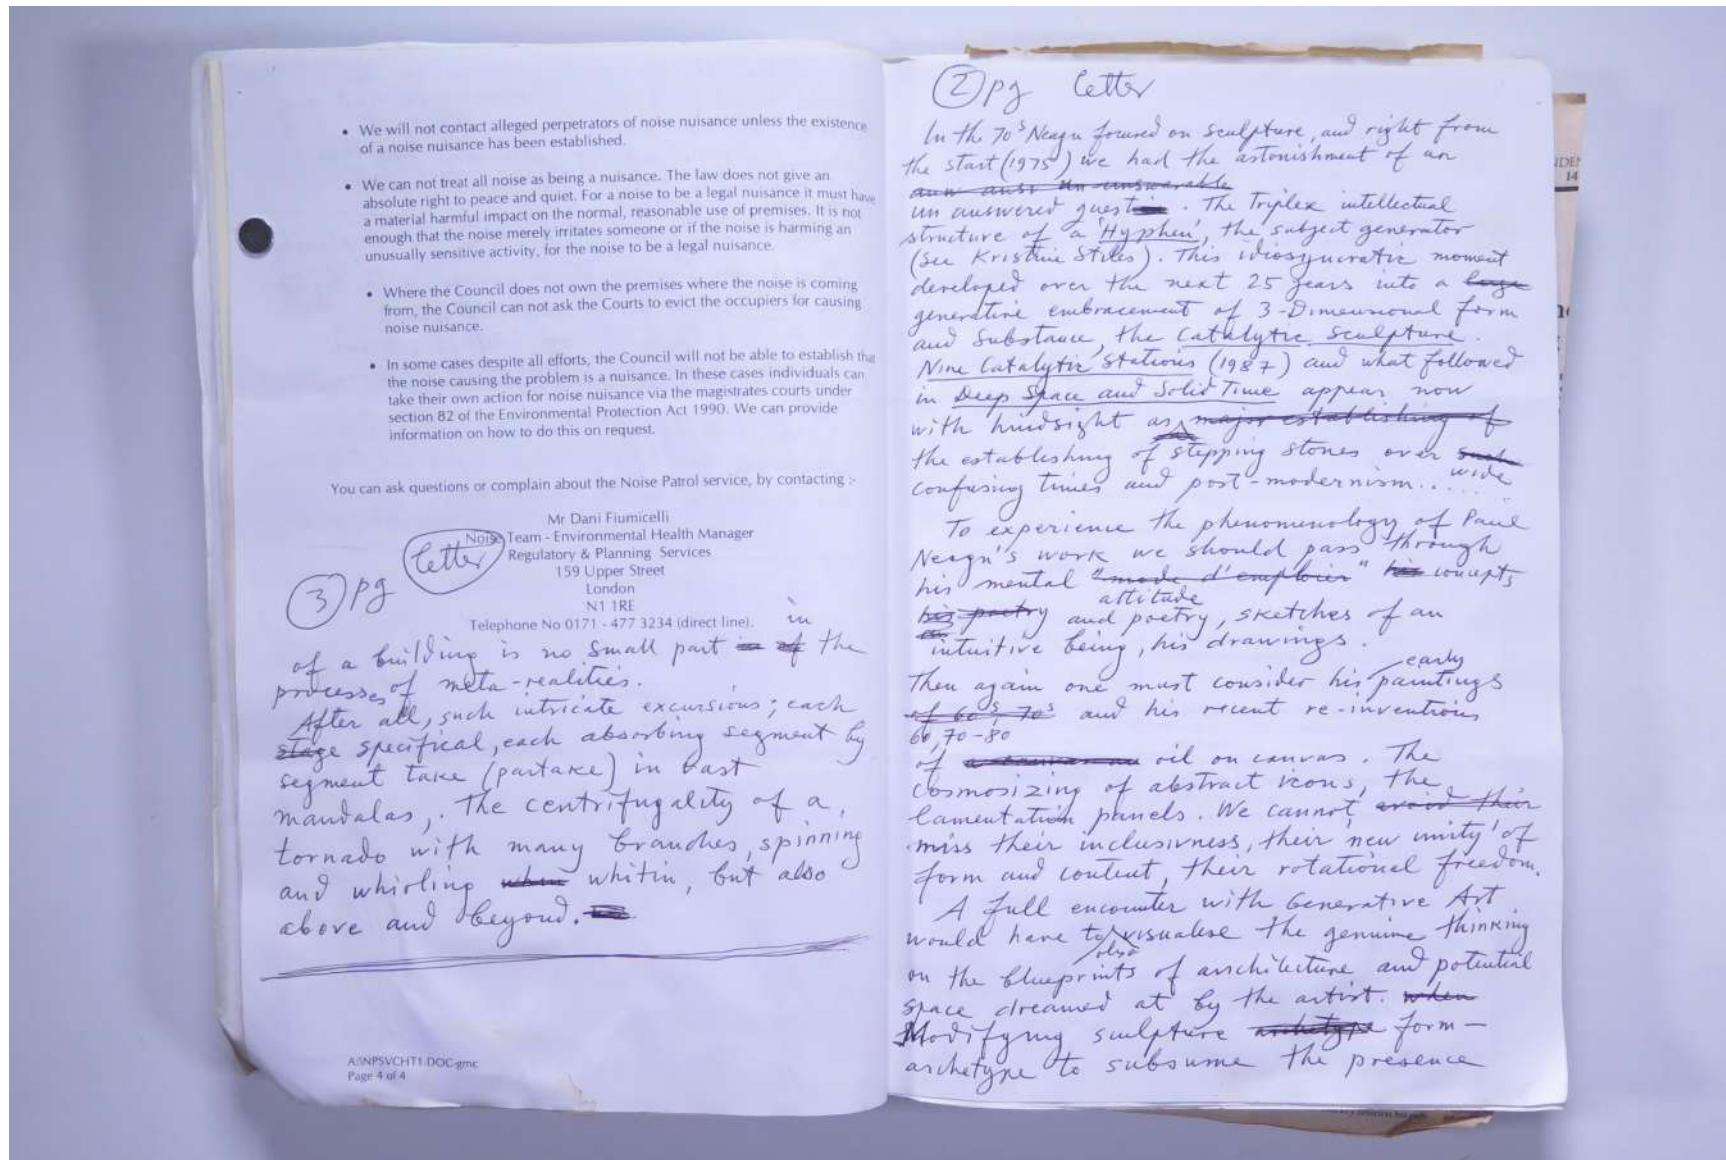 • We will not contact alleged perpetrators of noise nuisance unless the existence
of a noise nuisance has been established.
• We can not treat all noise as being a nuisance. The law does not give an
absolute right to peace and quiet. For a noise to be a legal nuisance it must have
a material harmful impact on the normal, reasonable use of premises. It is not
enough that the noise merely irritates someone or if the noise is harming an
unusually sensitive activity, for the noise to be a legal nuisance.
• Where the Council does not own the premises where the noise is coming
from, the Council can not ask the Courts to evict the occupiers for causing
noise nuisance.
• In some cases despite all efforts, the Council will not be able to establish that
the noise causing the problem is a nuisance. In these cases individuals can
take their own action for noise nuisance via the magistrates courts under
section 82 of the Environmental Protection Act 1990. We can provide
information on how to do this on request.
You can ask questions or complain about the Noise Patrol service, by contacting :-
Mr Dani Fiumicelli
Noise Team - Environmental Health Manager
Regulatory & Planning Services
159 Upper Street
London
N1 1RE
Telephone No 0171 - 477 3234 (direct line).
3 pg letter
in
of a building is no small part the
processes of meta-realities.
After all, such intricate excursions; each
stage specifical, each absorbing segment by
segment take (partake) in vast
mandalas,. The centrifugality of a
tornado with many branches, spinning
and whirling when whitin, but also
above and beyond.
A:\NPSVCHT1.DOC-gmc
Page 4 of 4
2 pg letter
In the 70s Neagu focused on sculpture, and right from
the start (1975) we had the astonishment of an
un answered quest. The Triplex intellectual
structure of a 'Hyphen', the subject generator
(see Kristine Stiles). This idiosyncratic moment
developed over the next 25 years into a large
generative embracement of 3-Dimensional form
and substance, the catalytic sculpture.
Nine Catalytic Stations (1987) and what followed
in Deep Space and Solid Time appear now
with hindsight as major establishing of
the establishing of stepping stones over such
confusing times and post-modernism..... wide
To experience the phenomenology of Paul
Neagu's work we should pass through
his mental "mode d'emploier" his concepts
attitude
his poetry and poetry, sketches of an
intuitive being, his drawings.
early
Then again one must consider his paintings
of 60s, 70s and his recent re-inventions
60, 70-80
of oil on canvas. The
cosmosizing of abstract icons, the
lamentation panels. We cannot avoid their
miss their inclusivness, their new unity of
form and content, their rotational freedom.
A full encounter with Generative Art
would have to visualise the genuine thinking
also
on the blueprints of architecture and potential
space dreamed at by the artist. when
Modifying sculpture archetype form –
archetype to subsume the presence
14